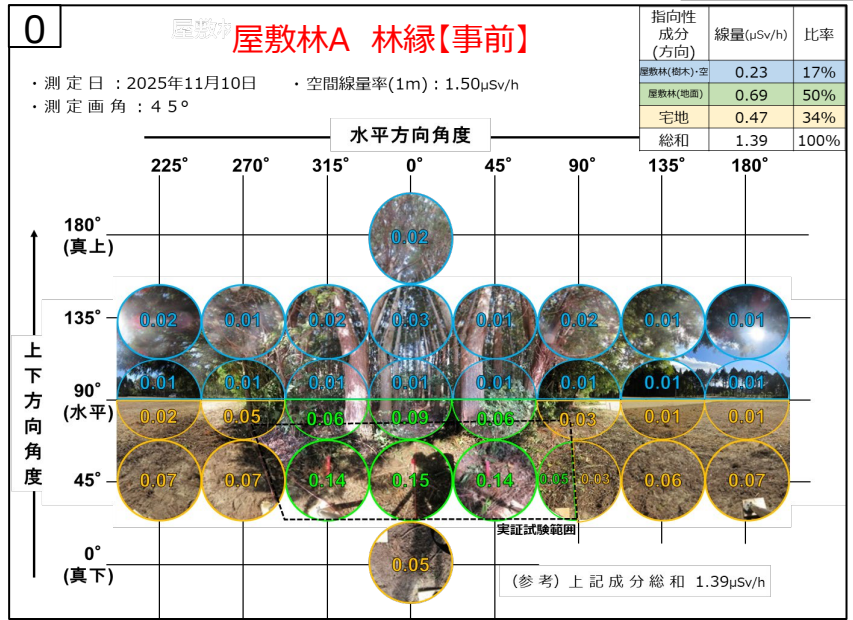 0
屋敷林A 林縁【事前】
・測定日：2025年11月10日 ・空間線量率(1m)：1.50μSv/h
・測定画角：45°
指向性成分(方向) 線量(μSv/h) 比率
屋敷林(樹木)・空 0.23 17%
屋敷林(地面) 0.69 50%
宅地 0.47 34%
総和 1.39 100%
水平方向角度
225° 270° 315° 0° 45° 90° 135° 180°
上下方向角度
180°(真上) 0.02
135° 0.02 0.01 0.02 0.03 0.01 0.02 0.01 0.01
0.01 0.01 0.01 0.01 0.01 0.01 0.01 0.01
90°(水平)
0.02 0.05 0.06 0.09 0.06 0.03 0.01 0.01
45° 0.07 0.07 0.14 0.15 0.14 0.05 0.03 0.06 0.07
実証試験範囲
0°(真下) 0.05
(参考)上記成分総和 1.39μSv/h